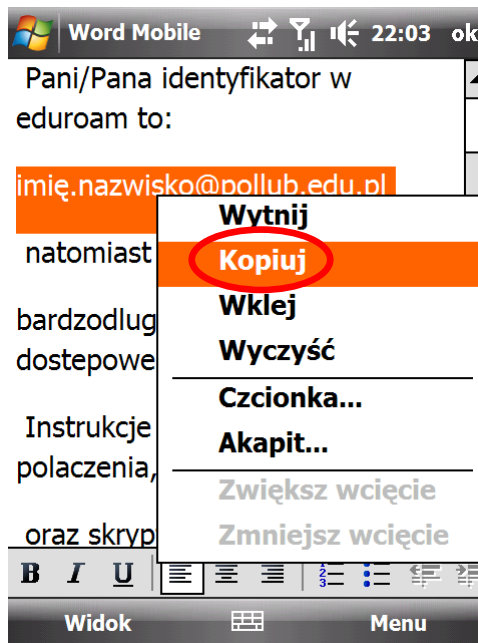 Word Mobile 22:03 ok
Pani/Pana identyfikator w
eduroam to:
imię.nazwisko@pollub.edu.pl
Wytnij
natomiast
Kopiuj
Wklej
bardzodlug
Wyczyść
dostepowe
Czcionka...
Instrukcje
Akapit...
polaczenia,
Zwiększ wcięcie
oraz skryp
Zmniejsz wcięcie
B I U
Widok Menu